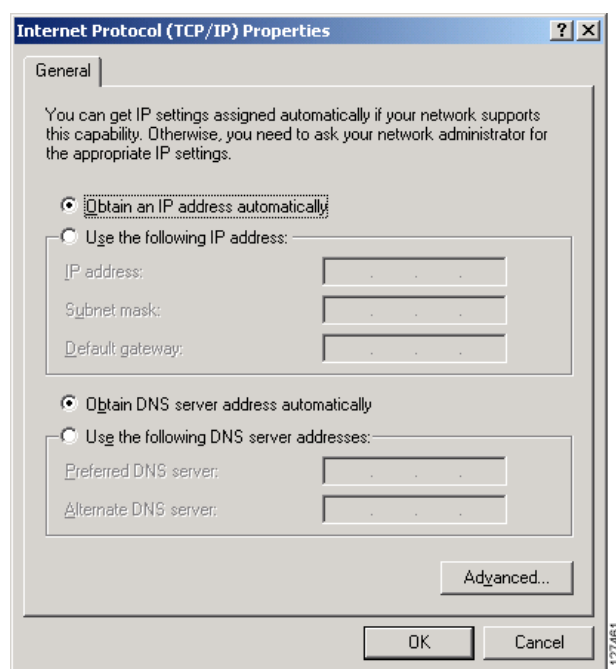 Internet Protocol (TCP/IP) Properties
General
You can get IP settings assigned automatically if your network supports
this capability. Otherwise, you need to ask your network administrator for
the appropriate IP settings.
Obtain an IP address automatically
Use the following IP address:
IP address:
Subnet mask:
Default gateway:
Obtain DNS server address automatically
Use the following DNS server addresses:
Preferred DNS server:
Alternate DNS server:
Advanced...
OK Cancel